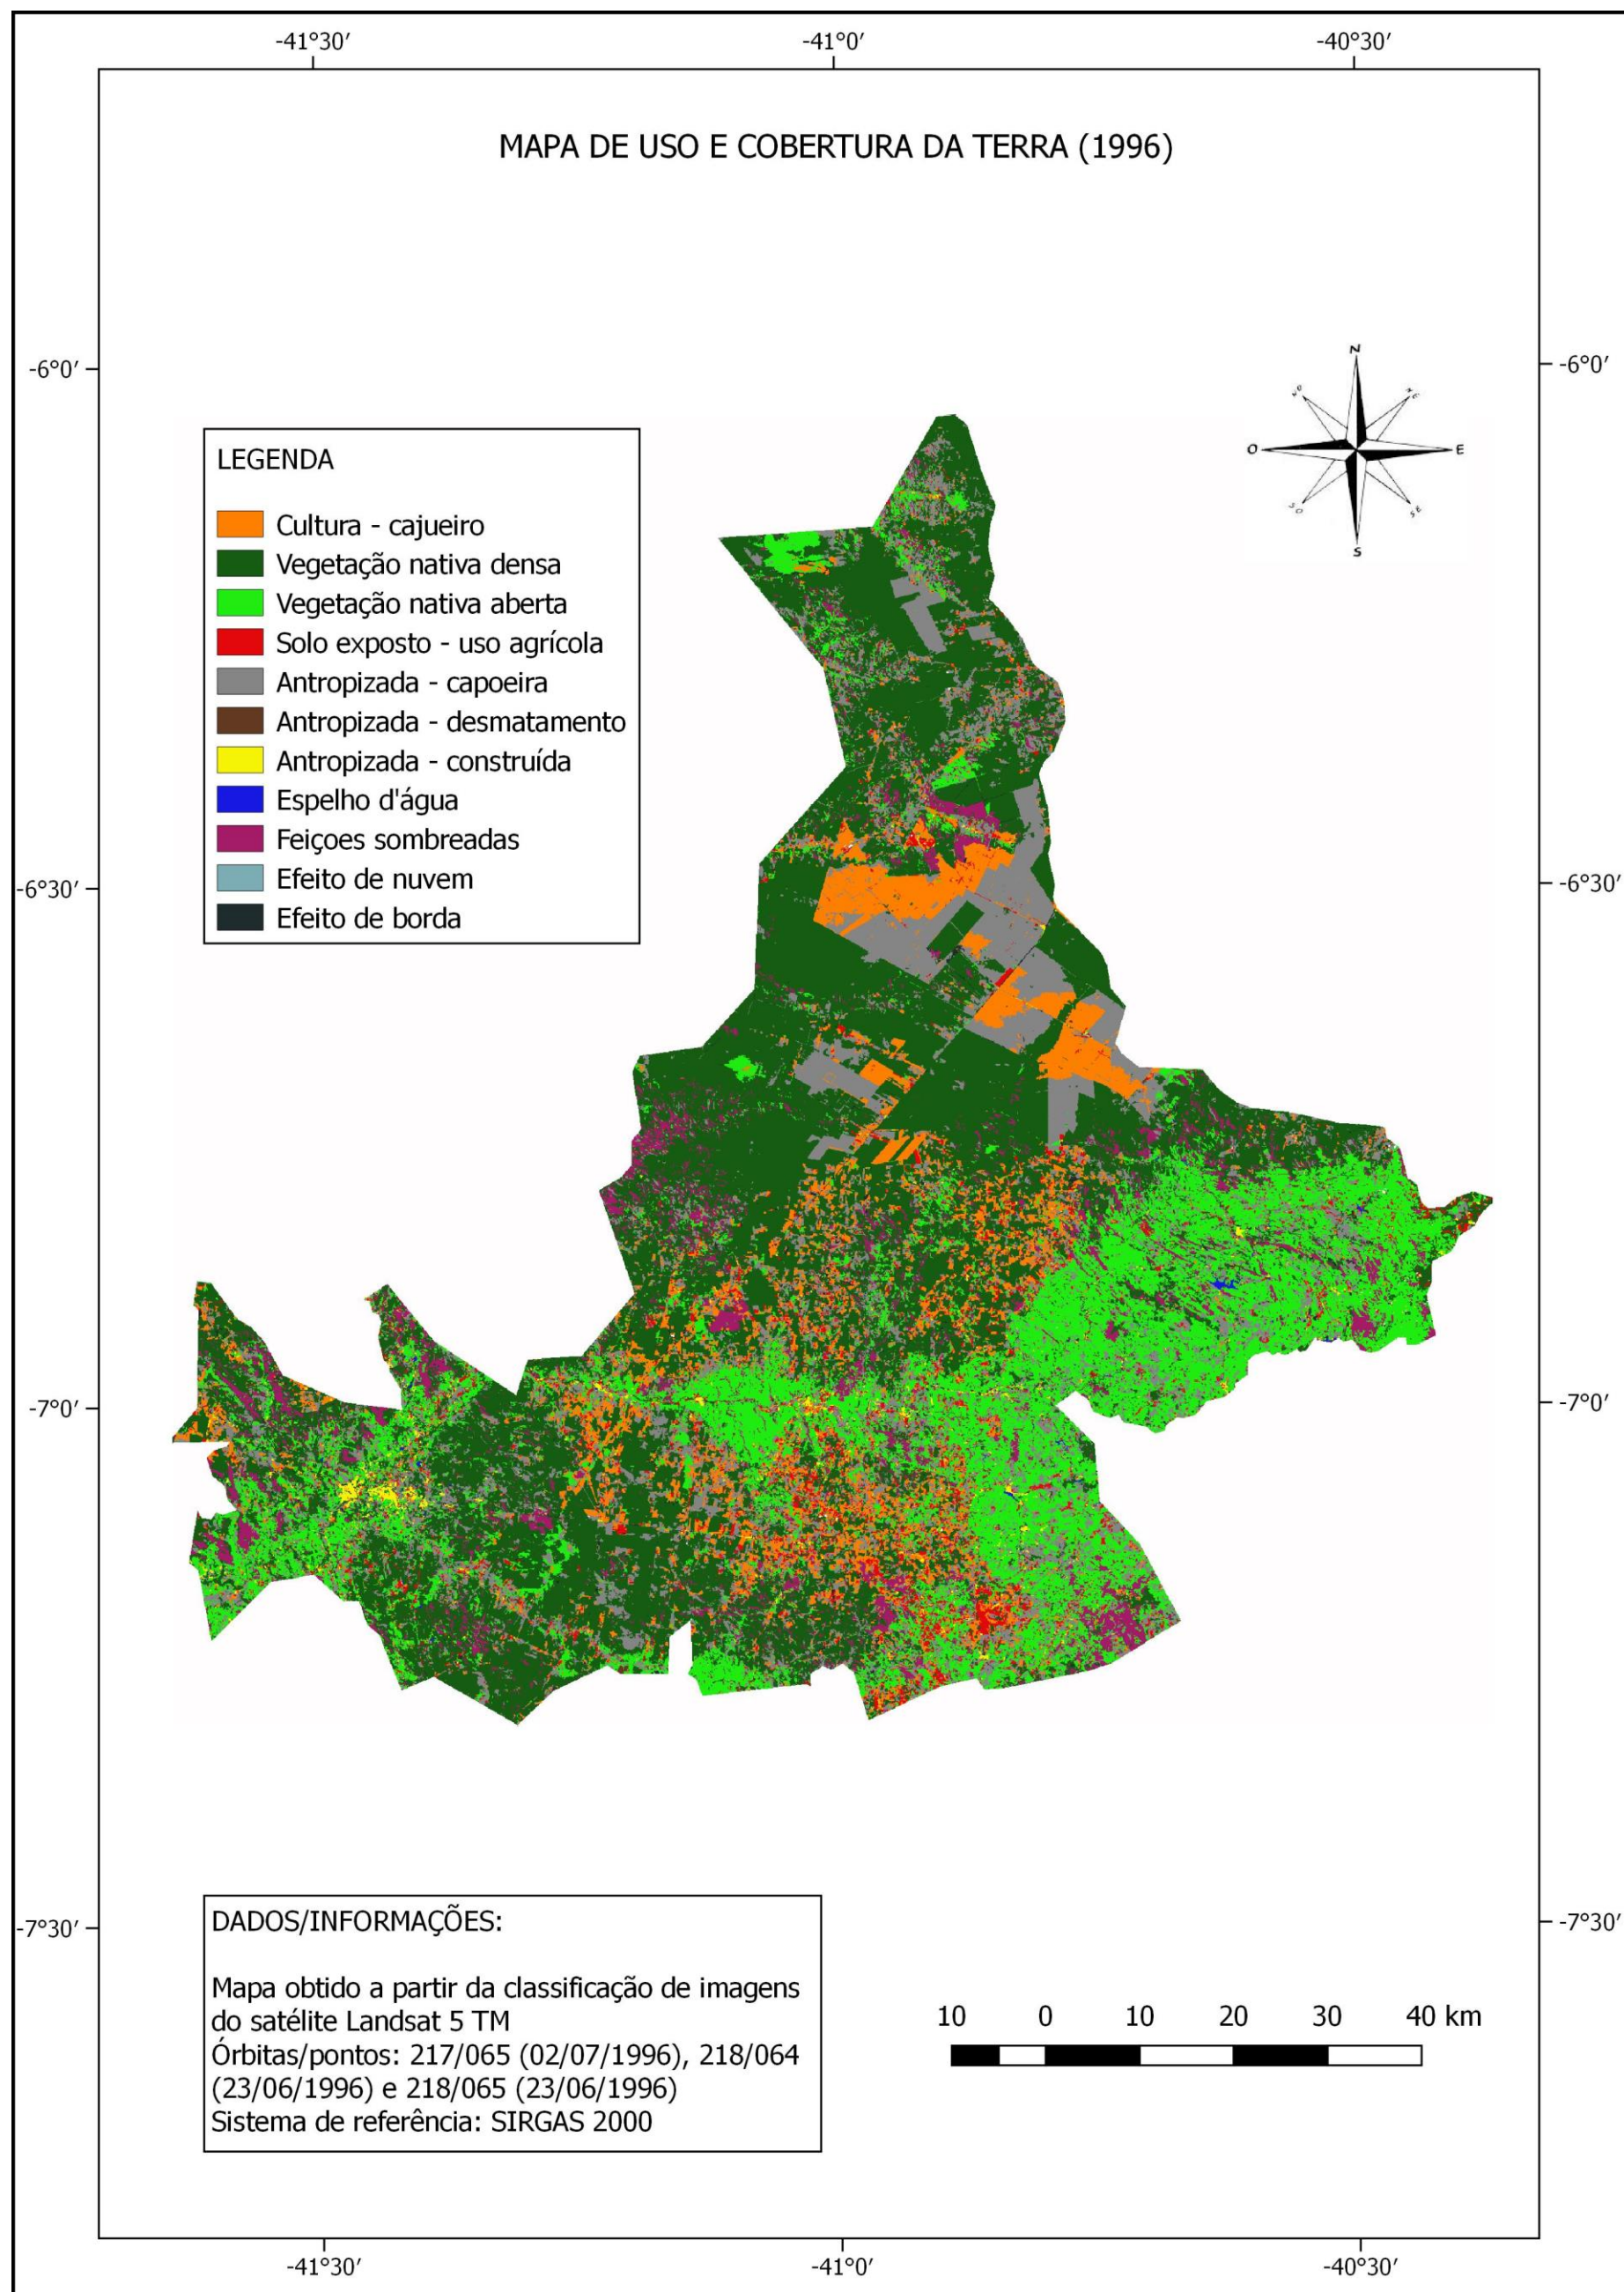 -41°30′ -41°0′ -40°30′
MAPA DE USO E COBERTURA DA TERRA (1996)
-6°0′ -6°0′
N
O E
S
SO SE
LEGENDA
Cultura - cajueiro
Vegetação nativa densa
Vegetação nativa aberta
Solo exposto - uso agrícola
Antropizada - capoeira
Antropizada - desmatamento
Antropizada - construída
Espelho d'água
Feiçoes sombreadas
Efeito de nuvem
Efeito de borda
-6°30′ -6°30′
-7°0′ -7°0′
-7°30′ -7°30′
DADOS/INFORMAÇÕES:
Mapa obtido a partir da classificação de imagens
do satélite Landsat 5 TM
Órbitas/pontos: 217/065 (02/07/1996), 218/064
(23/06/1996) e 218/065 (23/06/1996)
Sistema de referência: SIRGAS 2000
10 0 10 20 30 40 km
-41°30′ -41°0′ -40°30′